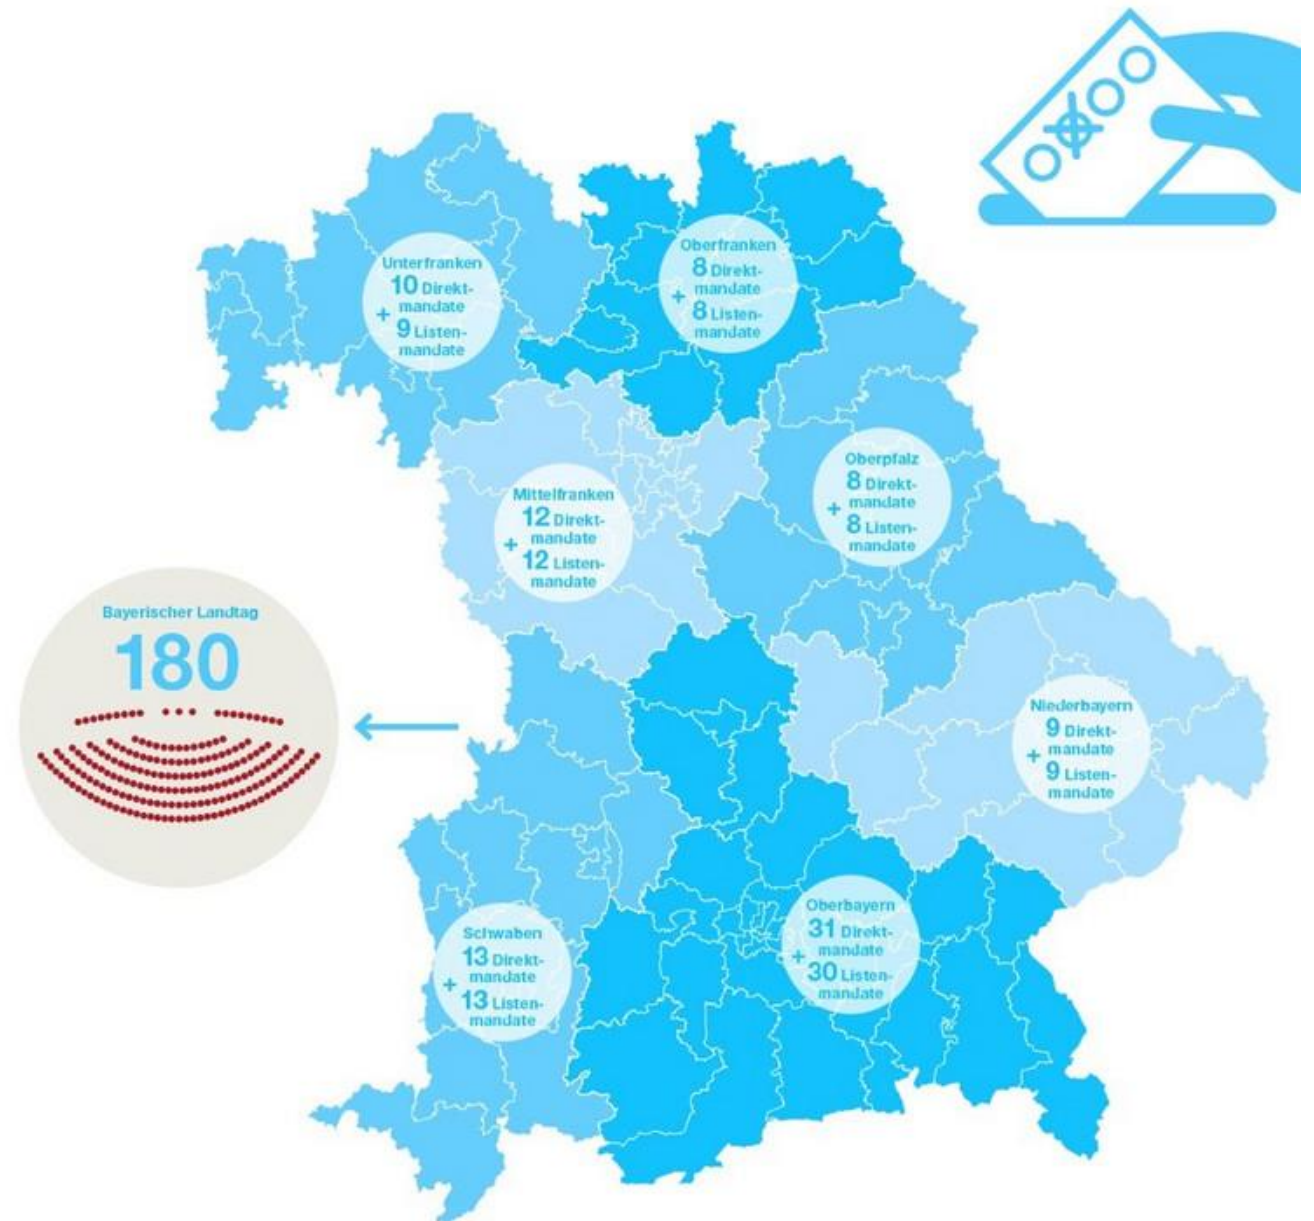 Unterfranken
10 Direkt-
mandate
+
9 Listen-
mandate
Oberfranken
8 Direkt-
mandate
+
8 Listen-
mandate
Mittelfranken
12 Direkt-
mandate
+
12 Listen-
mandate
Oberpfalz
8 Direkt-
mandate
+
8 Listen-
mandate
Bayerischer Landtag
180
Niederbayern
9 Direkt-
mandate
+
9 Listen-
mandate
Schwaben
13 Direkt-
mandate
+
13 Listen-
mandate
Oberbayern
31 Direkt-
mandate
+
30 Listen-
mandate